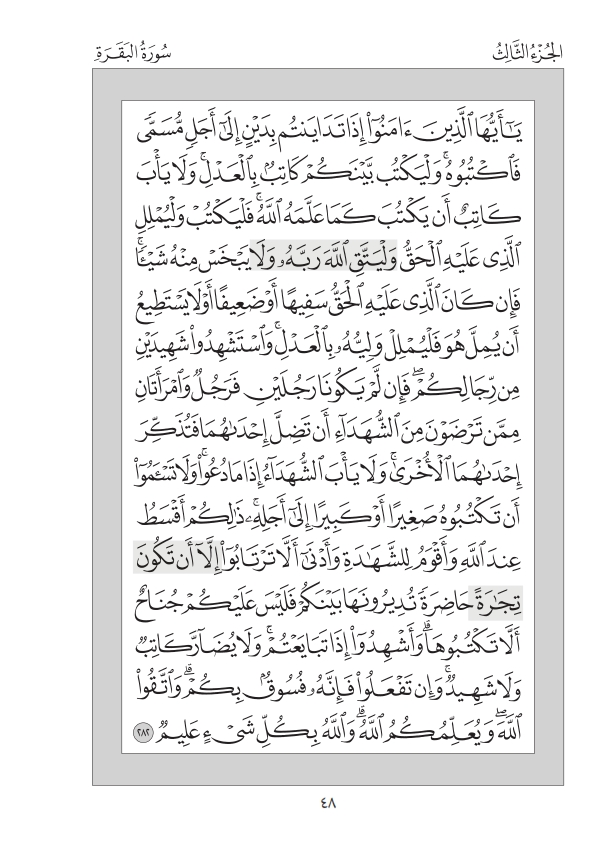 الجُزْءُ الثَّالِثُ
سُورَةُ البَقَرَةِ
يَـٰٓأَيُّهَا ٱلَّذِينَ ءَامَنُوٓا۟ إِذَا تَدَايَنتُم بِدَيْنٍ إِلَىٰٓ أَجَلٍ مُّسَمًّى
فَٱكْتُبُوهُ ۚ وَلْيَكْتُب بَّيْنَكُمْ كَاتِبٌۢ بِٱلْعَدْلِ ۚ وَلَا يَأْبَ
كَاتِبٌ أَن يَكْتُبَ كَمَا عَلَّمَهُ ٱللَّهُ ۚ فَلْيَكْتُبْ وَلْيُمْلِلِ
ٱلَّذِى عَلَيْهِ ٱلْحَقُّ وَلْيَتَّقِ ٱللَّهَ رَبَّهُۥ وَلَا يَبْخَسْ مِنْهُ شَيْـًٔا ۚ
فَإِن كَانَ ٱلَّذِى عَلَيْهِ ٱلْحَقُّ سَفِيهًا أَوْ ضَعِيفًا أَوْ لَا يَسْتَطِيعُ
أَن يُمِلَّ هُوَ فَلْيُمْلِلْ وَلِيُّهُۥ بِٱلْعَدْلِ ۚ وَٱسْتَشْهِدُوا۟ شَهِيدَيْنِ
مِن رِّجَالِكُمْ ۖ فَإِن لَّمْ يَكُونَا رَجُلَيْنِ فَرَجُلٌ وَٱمْرَأَتَانِ
مِمَّن تَرْضَوْنَ مِنَ ٱلشُّهَدَآءِ أَن تَضِلَّ إِحْدَىٰهُمَا فَتُذَكِّرَ
إِحْدَىٰهُمَا ٱلْأُخْرَىٰ ۚ وَلَا يَأْبَ ٱلشُّهَدَآءُ إِذَا مَا دُعُوا۟ ۚ وَلَا تَسْـَٔمُوٓا۟
أَن تَكْتُبُوهُ صَغِيرًا أَوْ كَبِيرًا إِلَىٰٓ أَجَلِهِۦ ۚ ذَٰلِكُمْ أَقْسَطُ
عِندَ ٱللَّهِ وَأَقْوَمُ لِلشَّهَـٰدَةِ وَأَدْنَىٰٓ أَلَّا تَرْتَابُوٓا۟ ۖ إِلَّآ أَن تَكُونَ
تِجَـٰرَةً حَاضِرَةً تُدِيرُونَهَا بَيْنَكُمْ فَلَيْسَ عَلَيْكُمْ جُنَاحٌ
أَلَّا تَكْتُبُوهَا ۗ وَأَشْهِدُوٓا۟ إِذَا تَبَايَعْتُمْ ۚ وَلَا يُضَآرَّ كَاتِبٌ
وَلَا شَهِيدٌ ۚ وَإِن تَفْعَلُوا۟ فَإِنَّهُۥ فُسُوقٌۢ بِكُمْ ۗ وَٱتَّقُوا۟
ٱللَّهَ ۖ وَيُعَلِّمُكُمُ ٱللَّهُ ۗ وَٱللَّهُ بِكُلِّ شَىْءٍ عَلِيمٌ ٢٨٢
٤٨